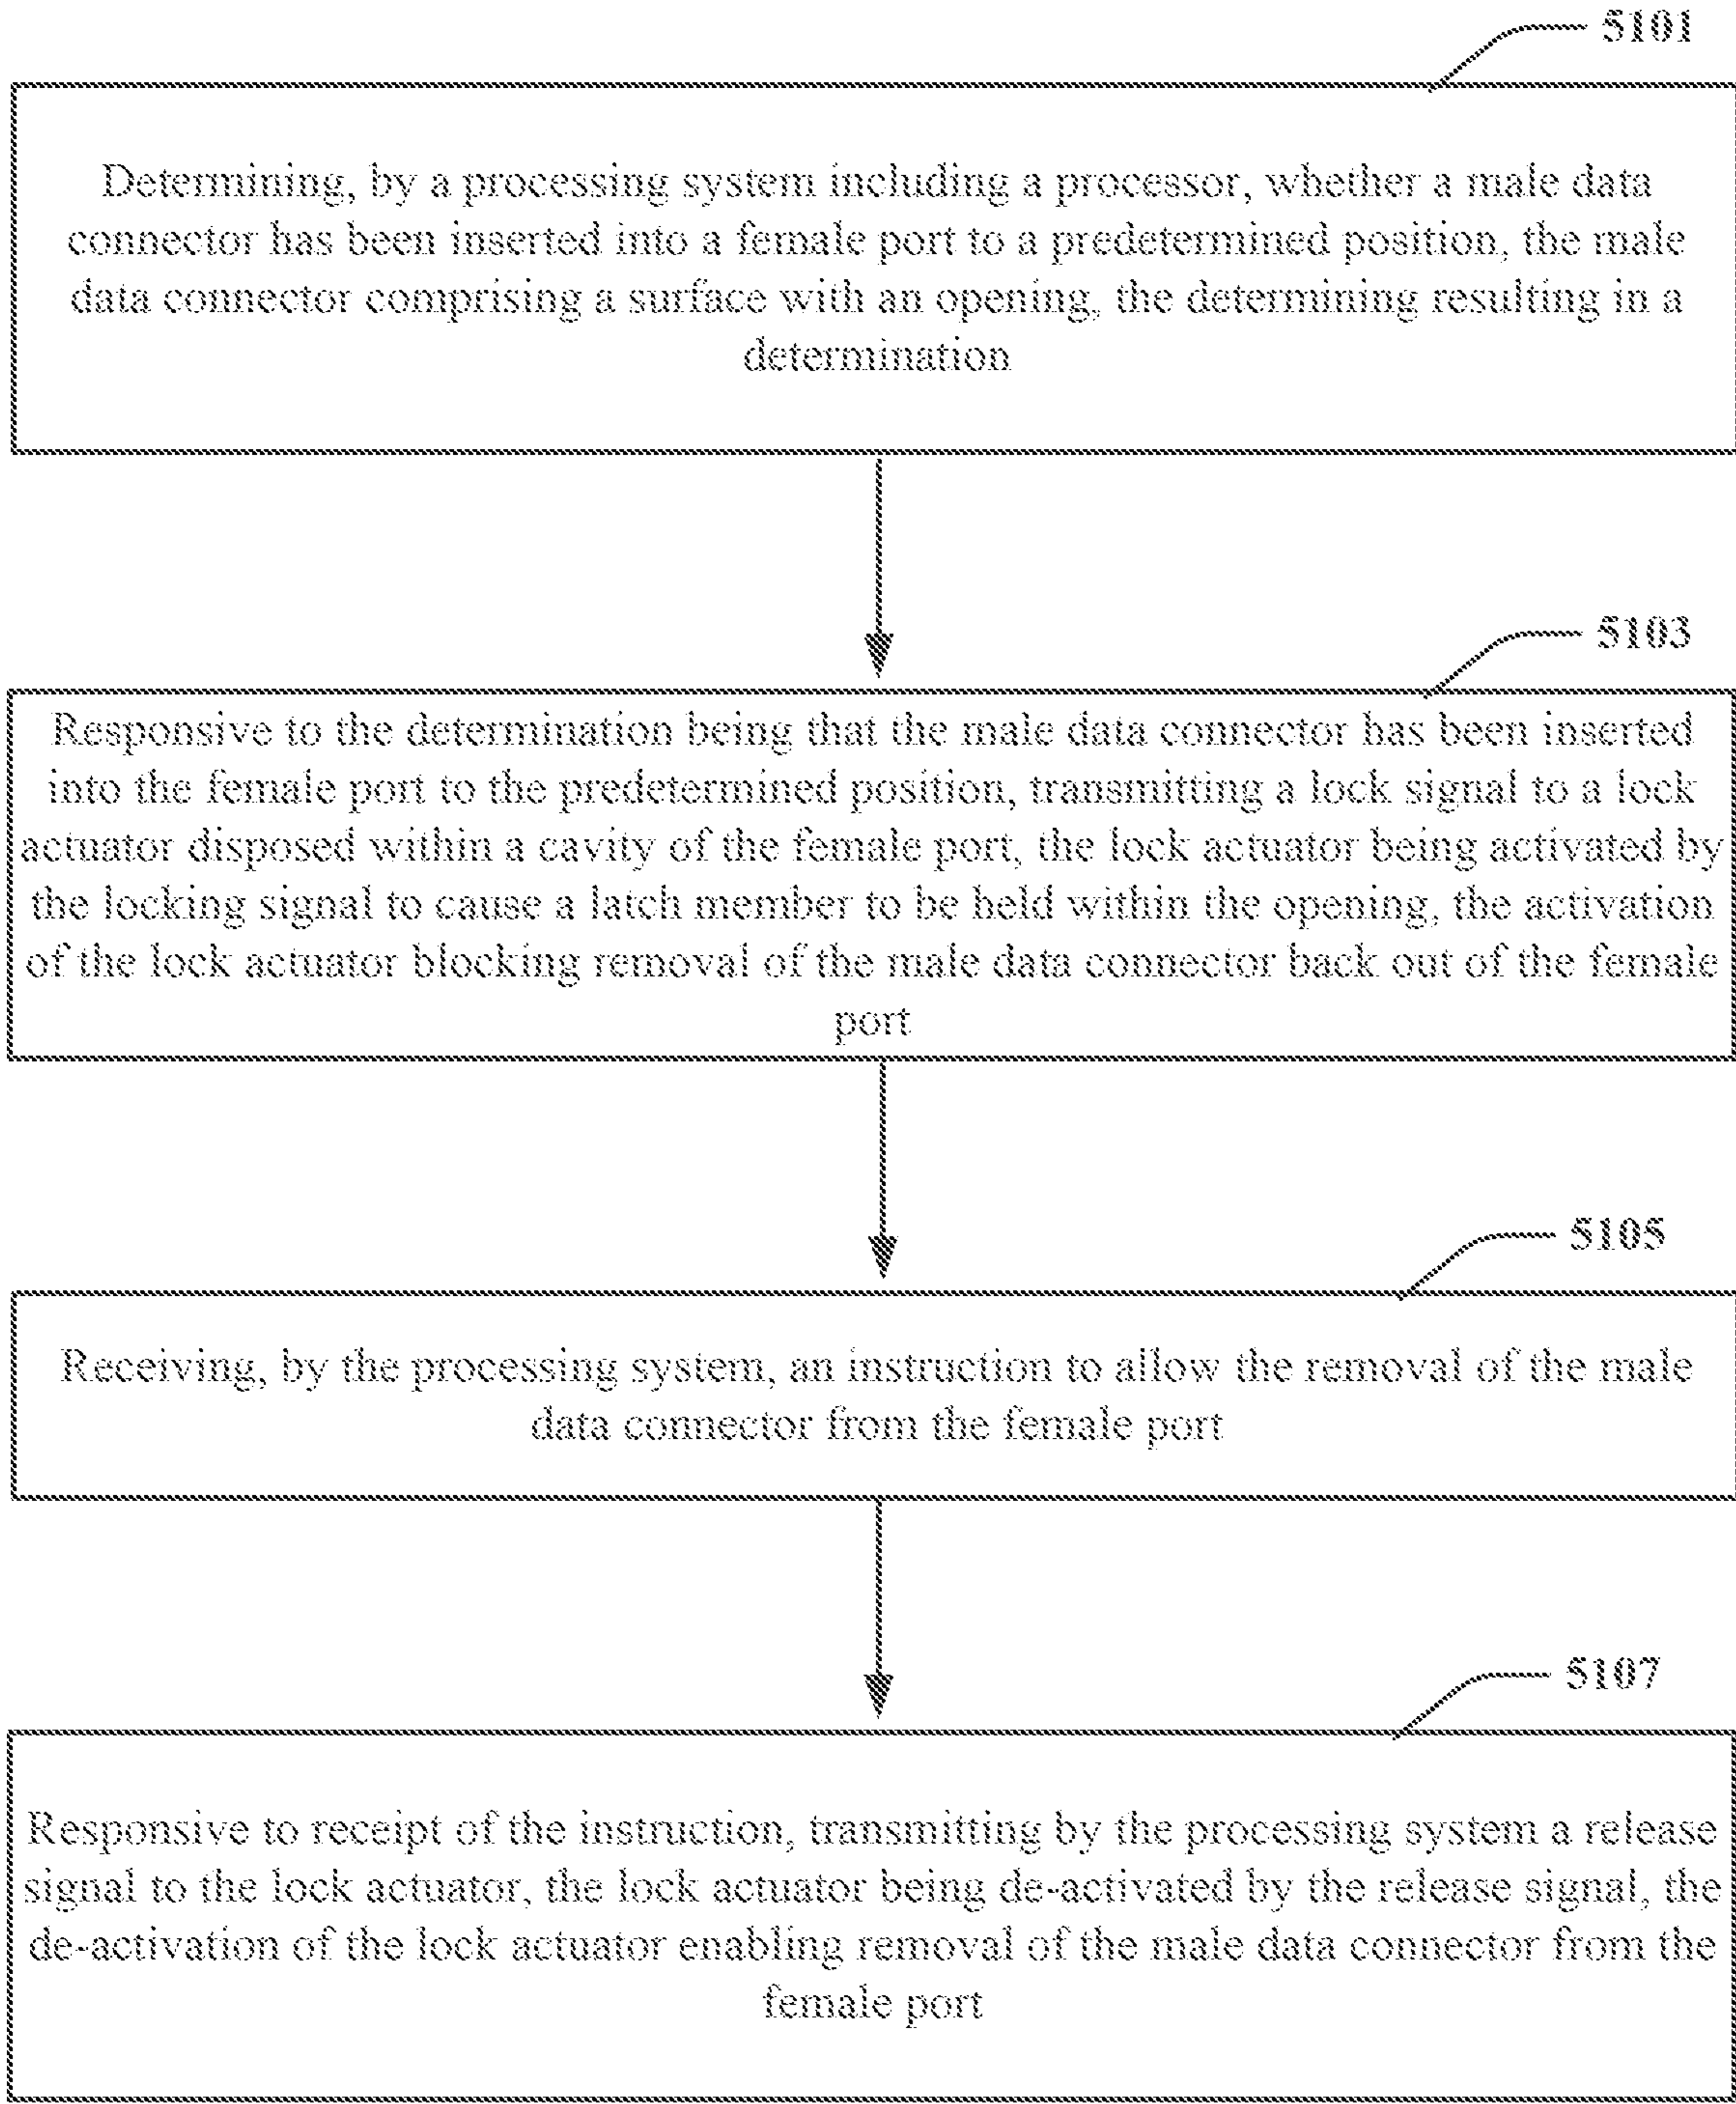 5101
Determining, by a processing system including a processor, whether a male data
connector has been inserted into a female port to a predetermined position, the male
data connector comprising a surface with an opening, the determining resulting in a
determination
5103
Responsive to the determination being that the male data connector has been inserted
into the female port to the predetermined position, transmitting a lock signal to a lock
actuator disposed within a cavity of the female port, the lock actuator being activated by
the locking signal to cause a latch member to be held within the opening, the activation
of the lock actuator blocking removal of the male data connector back out of the female
port
5105
Receiving, by the processing system, an instruction to allow the removal of the male
data connector from the female port
5107
Responsive to receipt of the instruction, transmitting by the processing system a release
signal to the lock actuator, the lock actuator being de-activated by the release signal, the
de-activation of the lock actuator enabling removal of the male data connector from the
female port